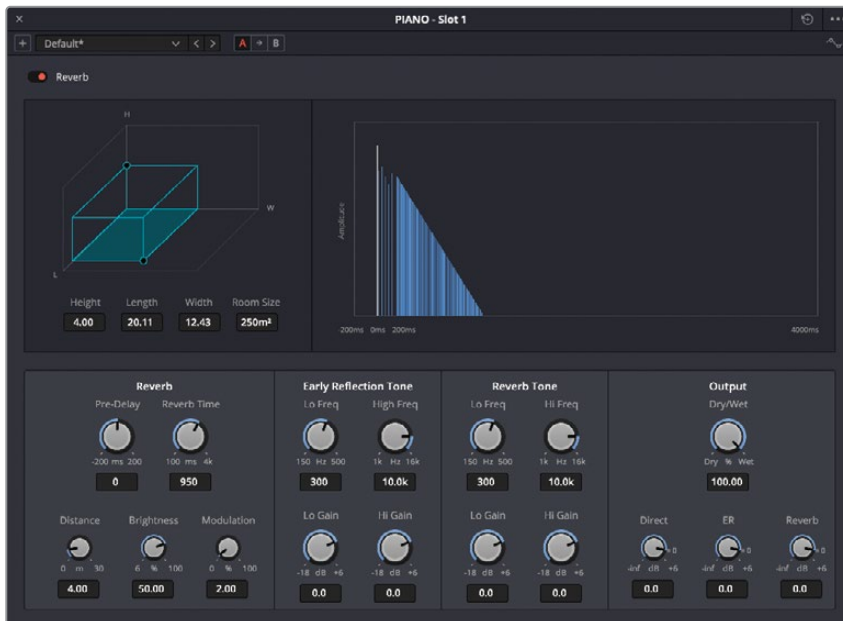 PIANO - Slot 1
Default*
A
B
Reverb
H
W
L
Height Length Width Room Size
4.00 20.11 12.43 250m²
Amplitude
-200ms 0ms 200ms 4000ms
Reverb
Pre-Delay Reverb Time
-200 ms 200 100 ms 4k
0 950
Distance Brightness Modulation
0 m 30 6 % 100 0 % 100
4.00 50.00 2.00
Early Reflection Tone
Lo Freq High Freq
150 Hz 500 1k Hz 16k
300 10.0k
Lo Gain Hi Gain
-18 dB +6 -18 dB +6
0.0 0.0
Reverb Tone
Lo Freq Hi Freq
150 Hz 500 1k Hz 16k
300 10.0k
Lo Gain Hi Gain
-18 dB +6 -18 dB +6
0.0 0.0
Output
Dry/Wet
Dry % Wet
100.00
Direct ER Reverb
0 0 0
-inf dB +6 -inf dB +6 -inf dB +6
0.0 0.0 0.0